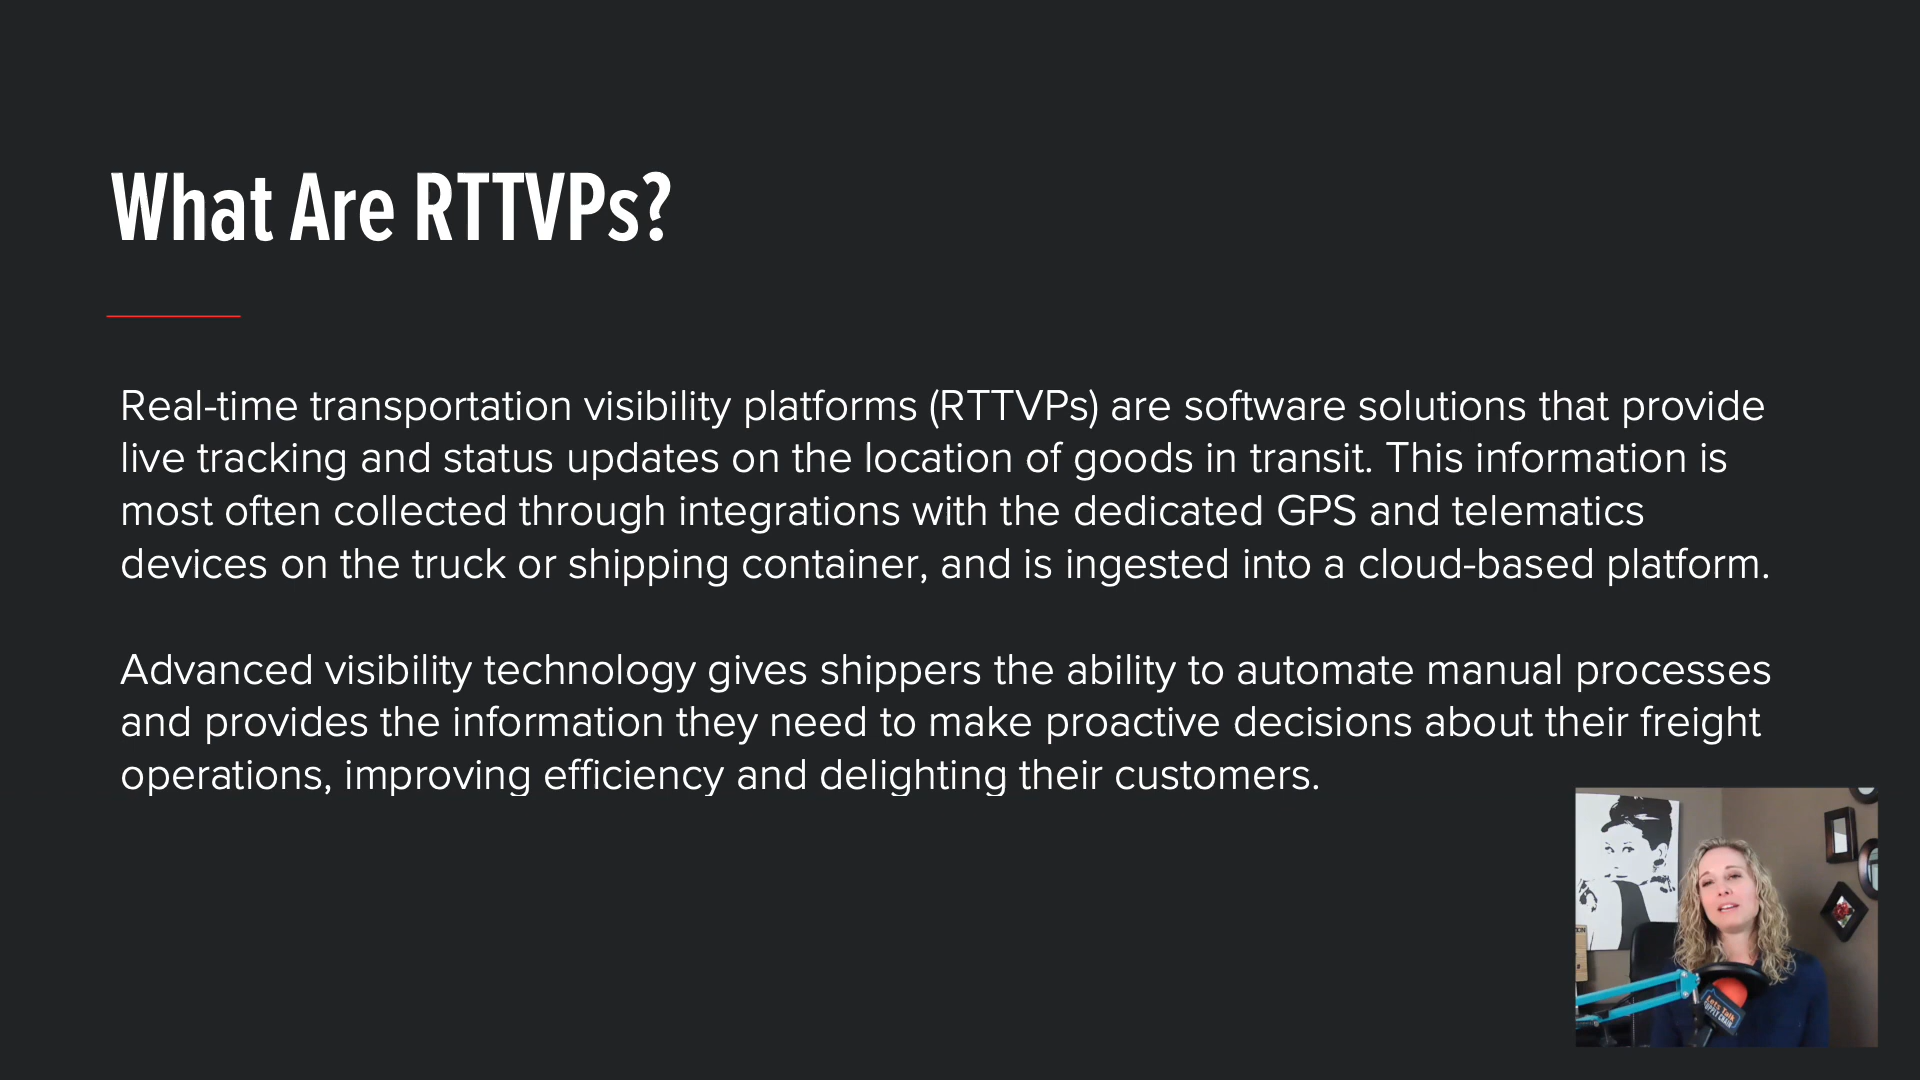 What Are RTTVPs?
Real-time transportation visibility platforms (RTTVPs) are software solutions that provide
live tracking and status updates on the location of goods in transit. This information is
most often collected through integrations with the dedicated GPS and telematics
devices on the truck or shipping container, and is ingested into a cloud-based platform.
Advanced visibility technology gives shippers the ability to automate manual processes
and provides the information they need to make proactive decisions about their freight
operations, improving efficiency and delighting their customers.
Lets Talk
SUPPLY CHAIN